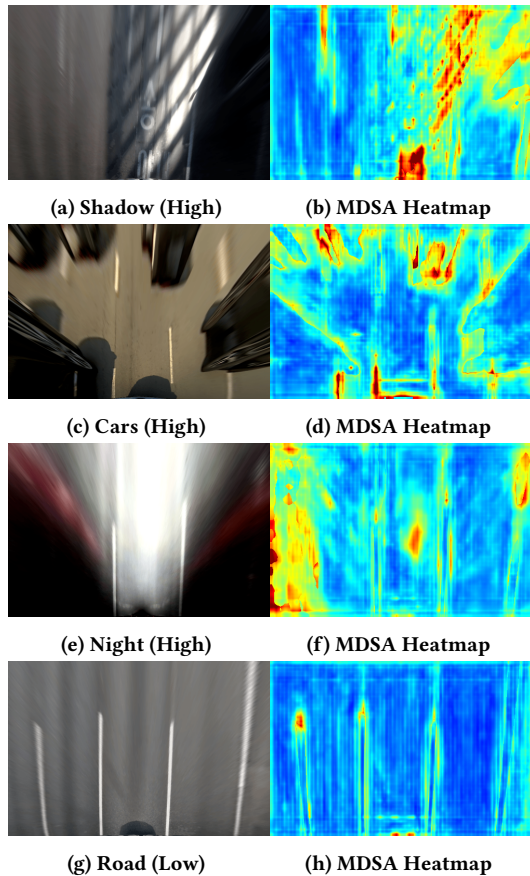 (a) Shadow (High) (b) MDSA Heatmap
(c) Cars (High) (d) MDSA Heatmap
(e) Night (High) (f) MDSA Heatmap
(g) Road (Low) (h) MDSA Heatmap